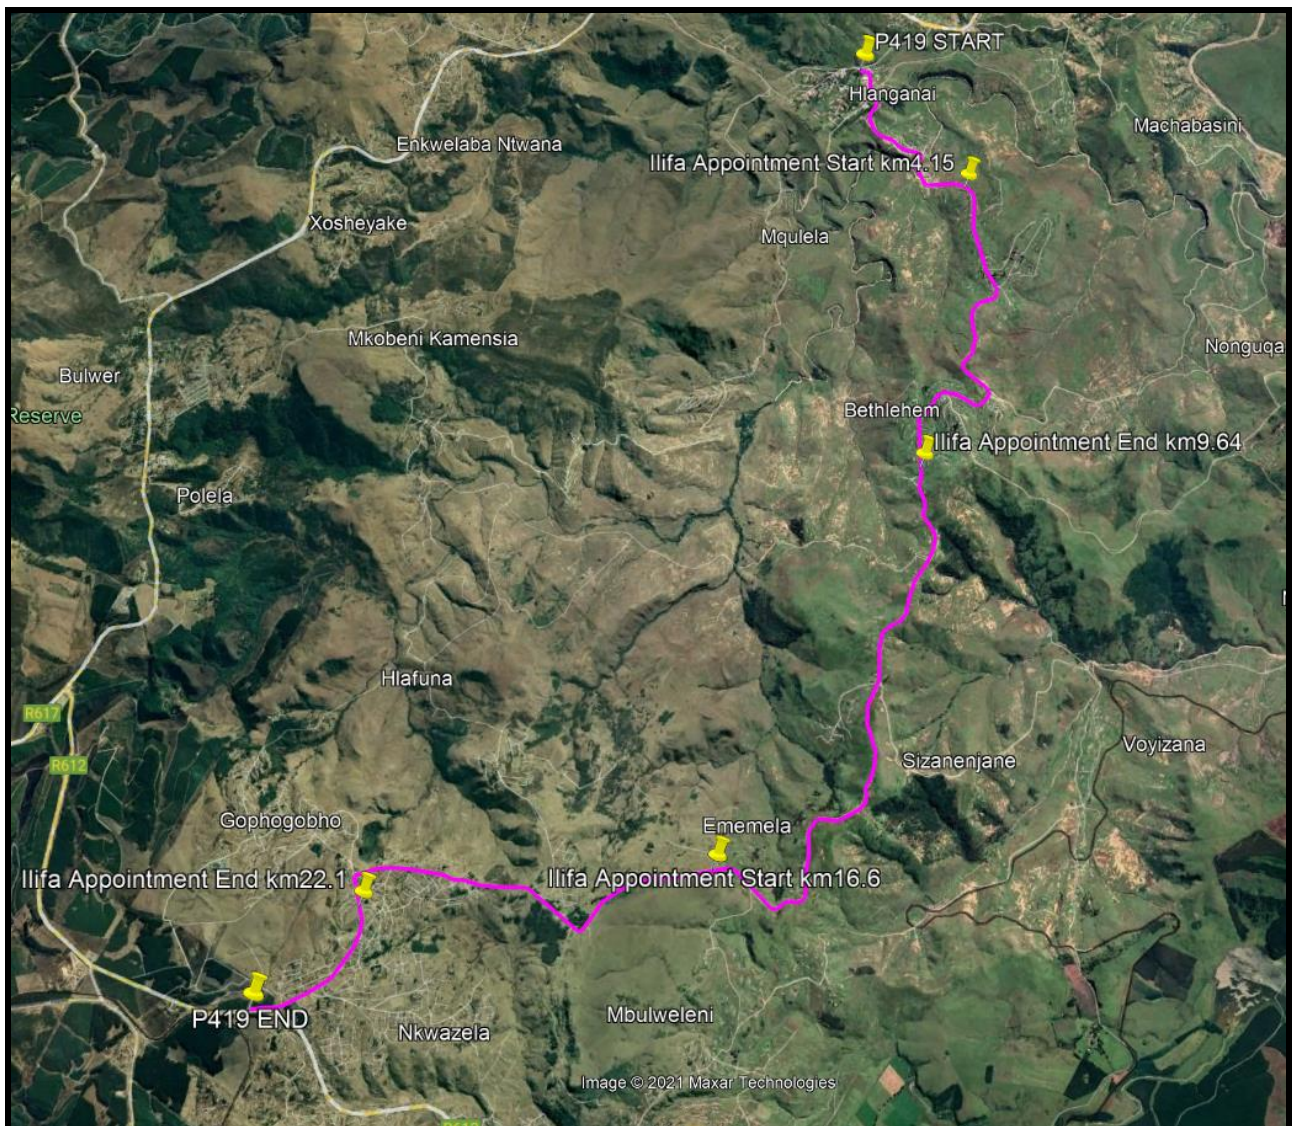 P419 START
Hlanganai
Machabasini
Enkwelaba Ntwana
Ilifa Appointment Start km4.15
Xosheyake
Mqulela
Mkobeni Kamensia
Nonguqa
Bulwer
Reserve
Bethlehem
Ilifa Appointment End km9.64
Polela
Hlafuna
R617
Voyizana
R612
Sizanenjane
Gophogobho
Ememela
Ilifa Appointment End km22.1
Ilifa Appointment Start km16.6
P419 END
Mbulweleni
Nkwazela
Image © 2021 Maxar Technologies